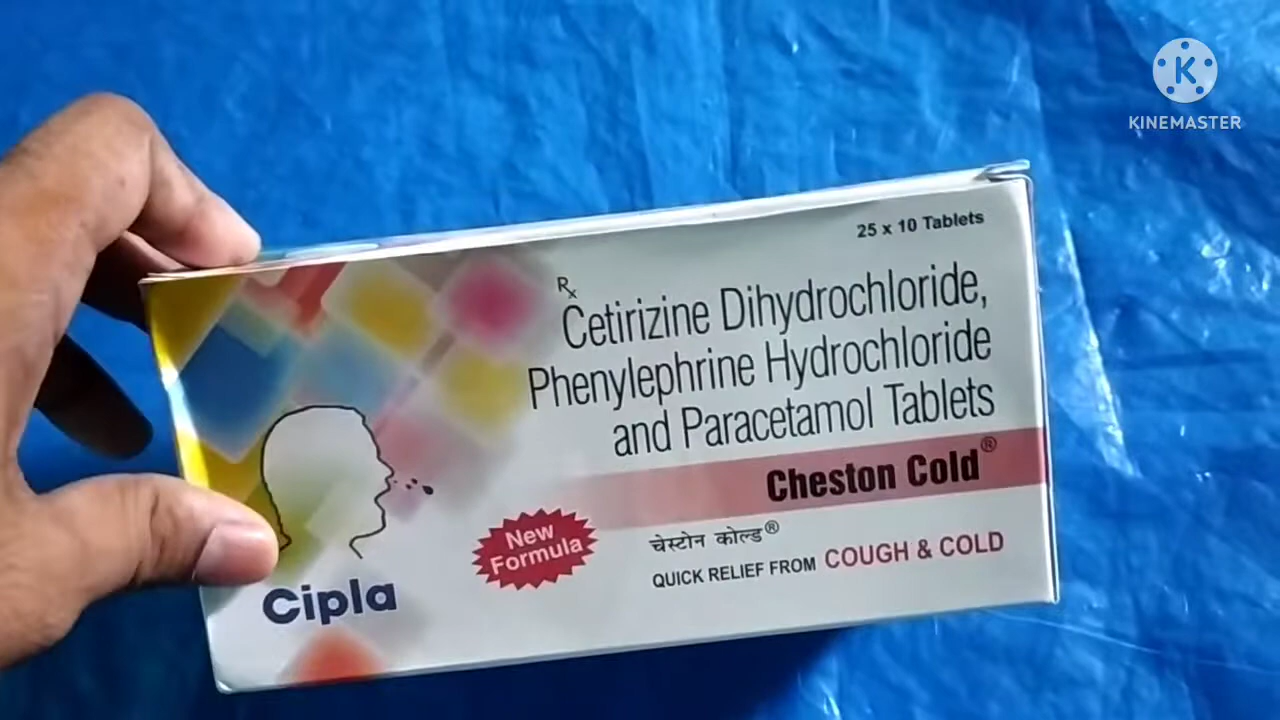 K
KINEMASTER
25 x 10 Tablets
Rx
Cetirizine Dihydrochloride,
Phenylephrine Hydrochloride
and Paracetamol Tablets
Cheston Cold®
चेस्टोन कोल्ड®
New
Formula
QUICK RELIEF FROM COUGH & COLD
Cipla